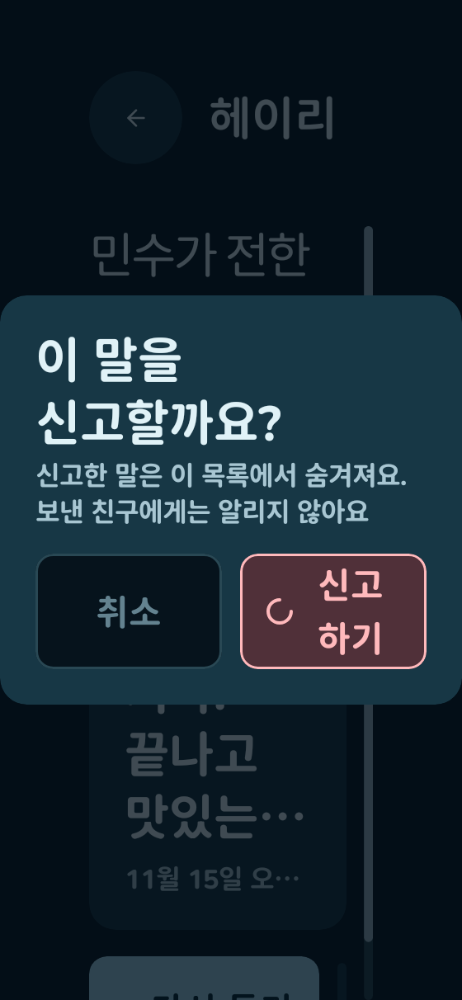 헤이리
민수가 전한
이 말을
신고할까요?
신고한 말은 이 목록에서 숨겨져요.
보낸 친구에게는 알리지 않아요
취소
신고
하기
끝나고
맛있는…
11월 15일 오…